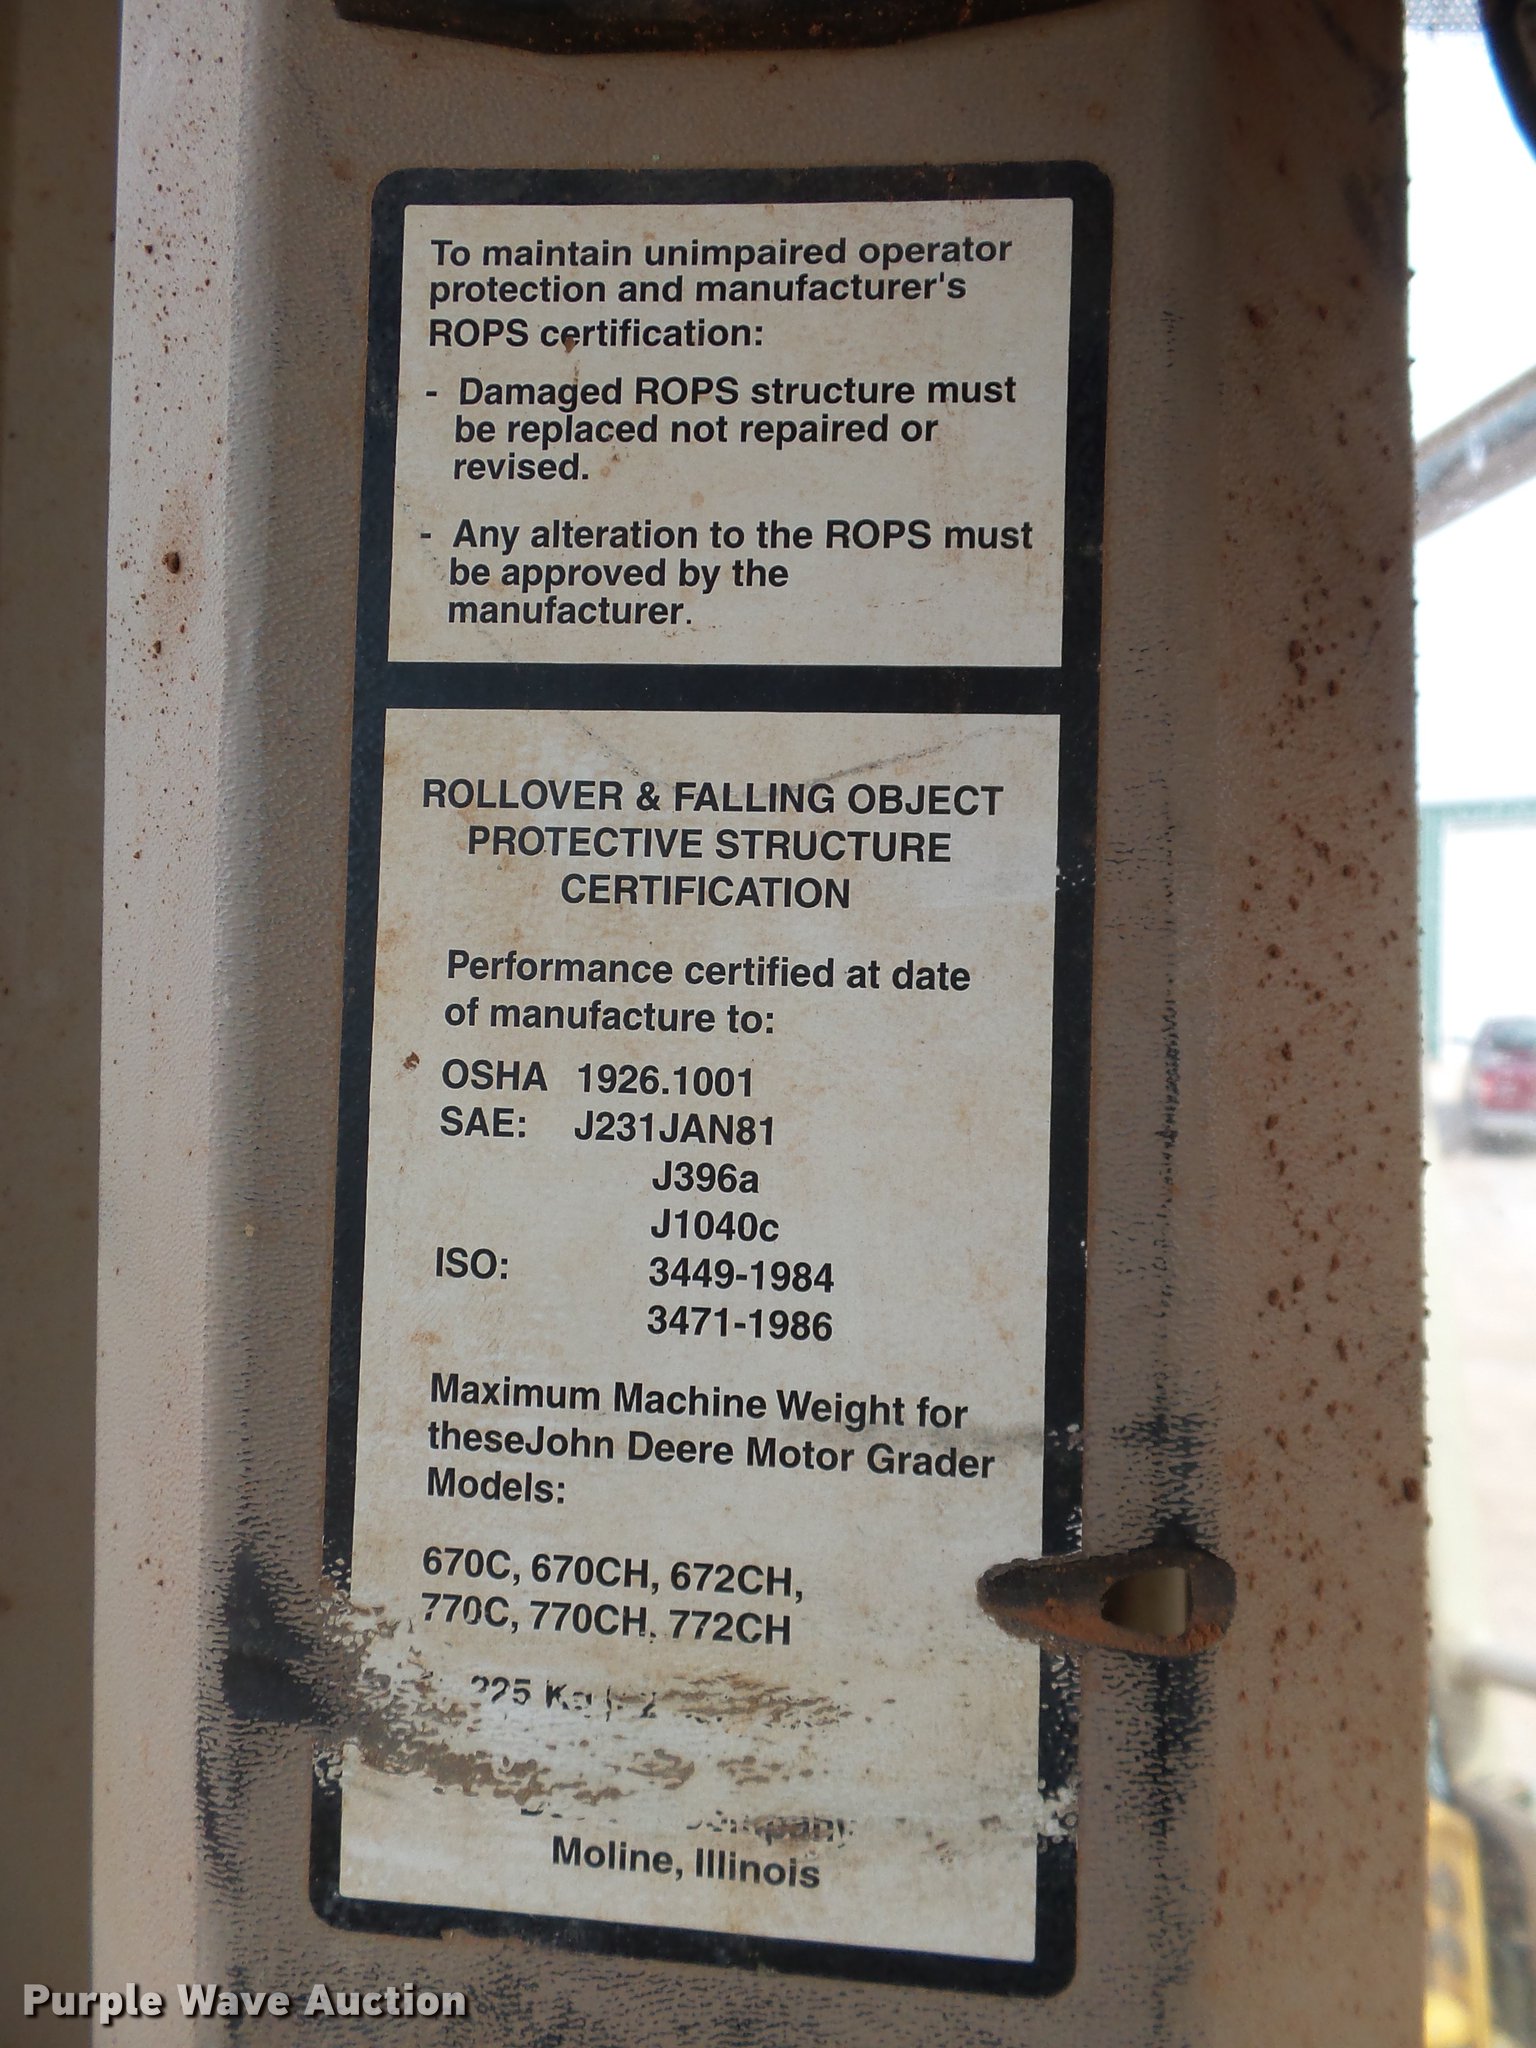 To maintain unimpaired operator
protection and manufacturer's
ROPS certification:
- Damaged ROPS structure must
be replaced not repaired or
revised.
- Any alteration to the ROPS must
be approved by the
manufacturer.
ROLLOVER & FALLING OBJECT
PROTECTIVE STRUCTURE
CERTIFICATION
Performance certified at date
of manufacture to:
OSHA 1926.1001
SAE: J231JAN81
J396a
J1040c
ISO: 3449-1984
3471-1986
Maximum Machine Weight for
theseJohn Deere Motor Grader
Models:
670C, 670CH, 672CH,
770C, 770CH, 772CH
Kg
Company
Moline, Illinois
Purple Wave Auction